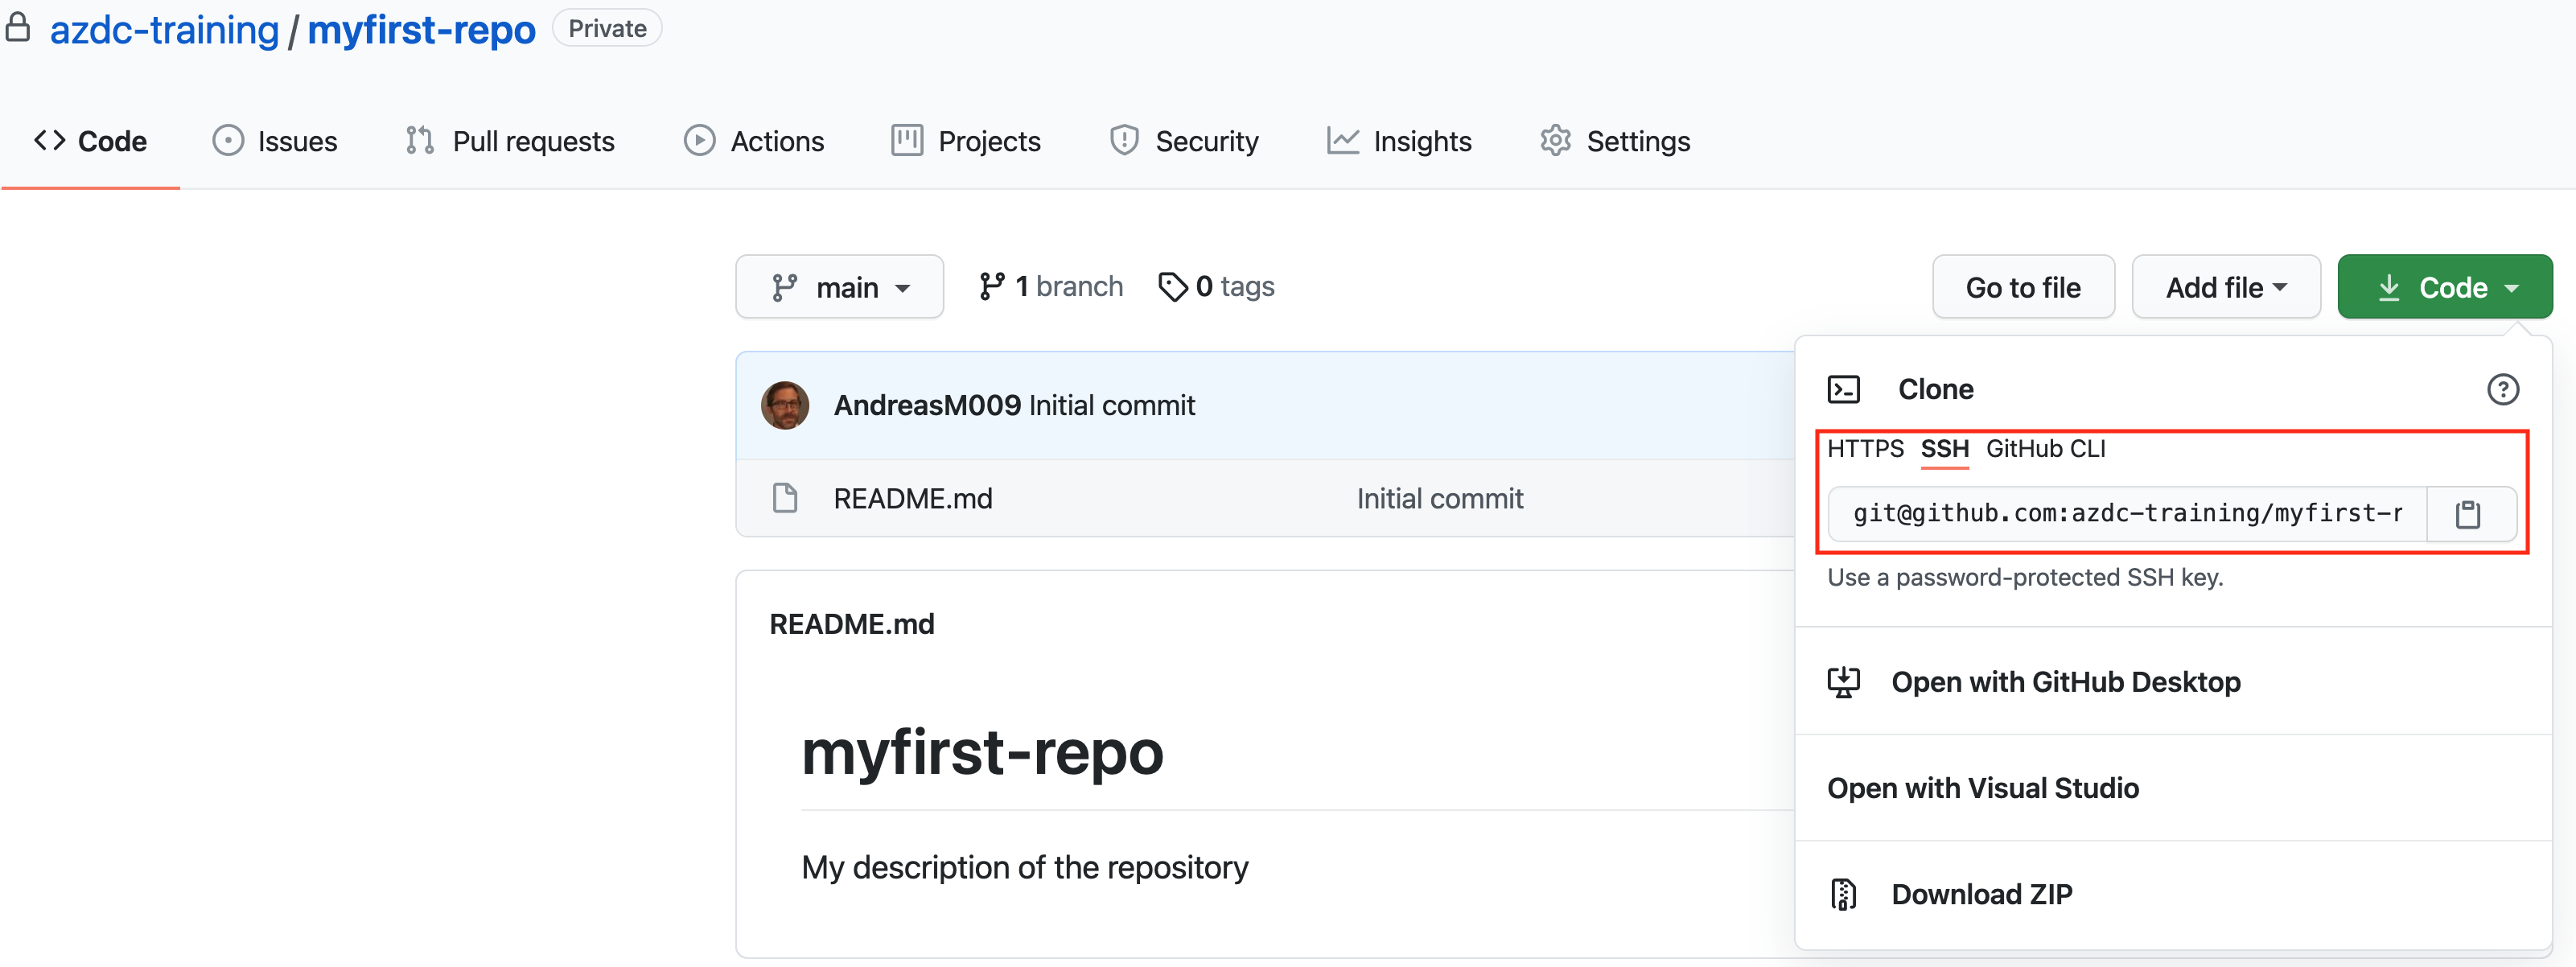 azdc-training / myfirst-repo Private
Code Issues Pull requests Actions Projects Security Insights Settings
main 1 branch 0 tags Go to file Add file Code
AndreasM009 Initial commit
README.md Initial commit
README.md
myfirst-repo
My description of the repository
Clone
HTTPS SSH GitHub CLI
git@github.com:azdc-training/myfirst-r
Use a password-protected SSH key.
Open with GitHub Desktop
Open with Visual Studio
Download ZIP